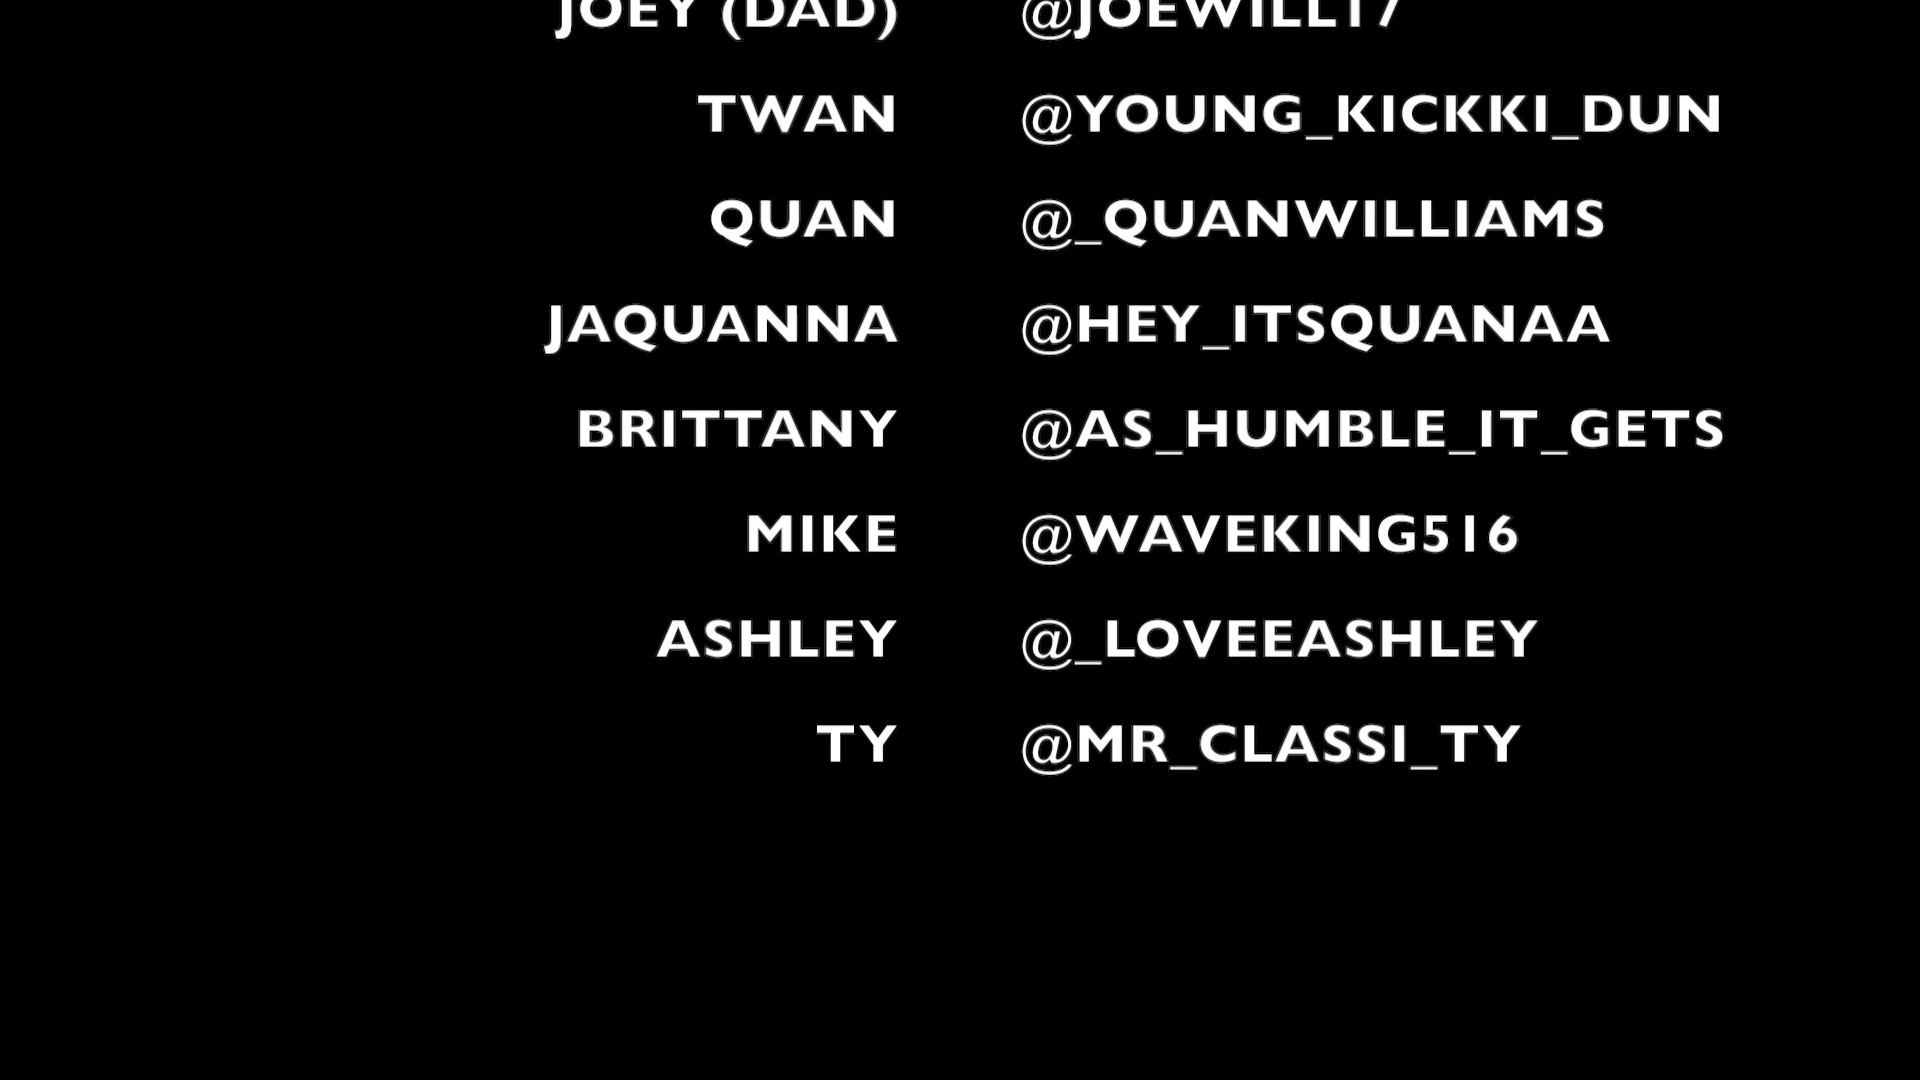 JOEY (DAD) @JOEWILL17
TWAN @YOUNG_KICKKI_DUN
QUAN @_QUANWILLIAMS
JAQUANNA @HEY_ITSQUANAA
BRITTANY @AS_HUMBLE_IT_GETS
MIKE @WAVEKING516
ASHLEY @_LOVEEASHLEY
TY @MR_CLASSI_TY